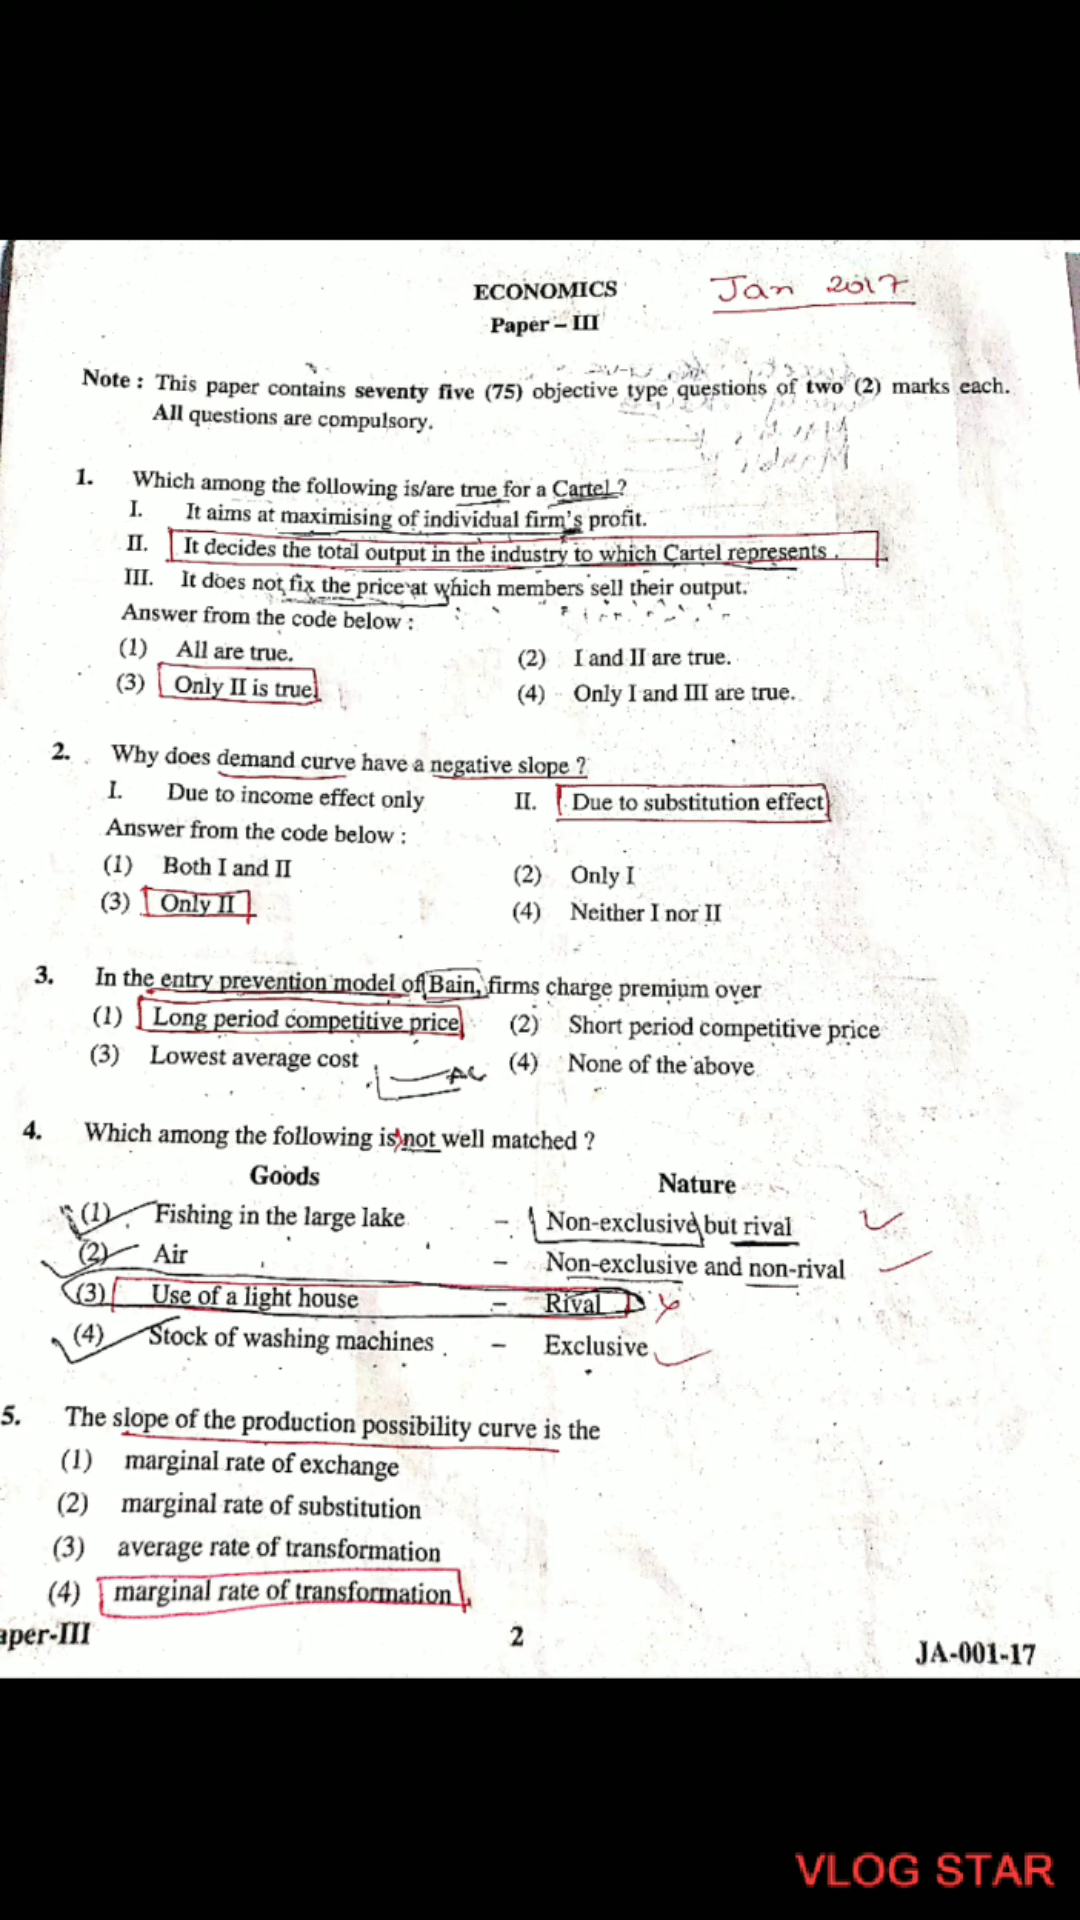 ECONOMICS
Jan 2017
Paper – III
Note : This paper contains seventy five (75) objective type questions of two (2) marks each.
All questions are compulsory.
1. Which among the following is/are true for a Cartel ?
I. It aims at maximising of individual firm's profit.
II. It decides the total output in the industry to which Cartel represents .
III. It does not fix the price at which members sell their output.
Answer from the code below :
(1) All are true. (2) I and II are true.
(3) Only II is true. (4) Only I and III are true.
2. Why does demand curve have a negative slope ?
I. Due to income effect only II. Due to substitution effect
Answer from the code below :
(1) Both I and II (2) Only I
(3) Only II (4) Neither I nor II
3. In the entry prevention model of Bain, firms charge premium over
(1) Long period competitive price (2) Short period competitive price
(3) Lowest average cost (4) None of the above
AC
4. Which among the following is not well matched ?
Goods Nature
(1) Fishing in the large lake – Non-exclusive but rival
(2) Air – Non-exclusive and non-rival
(3) Use of a light house – Rival
(4) Stock of washing machines – Exclusive
5. The slope of the production possibility curve is the
(1) marginal rate of exchange
(2) marginal rate of substitution
(3) average rate of transformation
(4) marginal rate of transformation
aper-III 2 JA-001-17
VLOG STAR